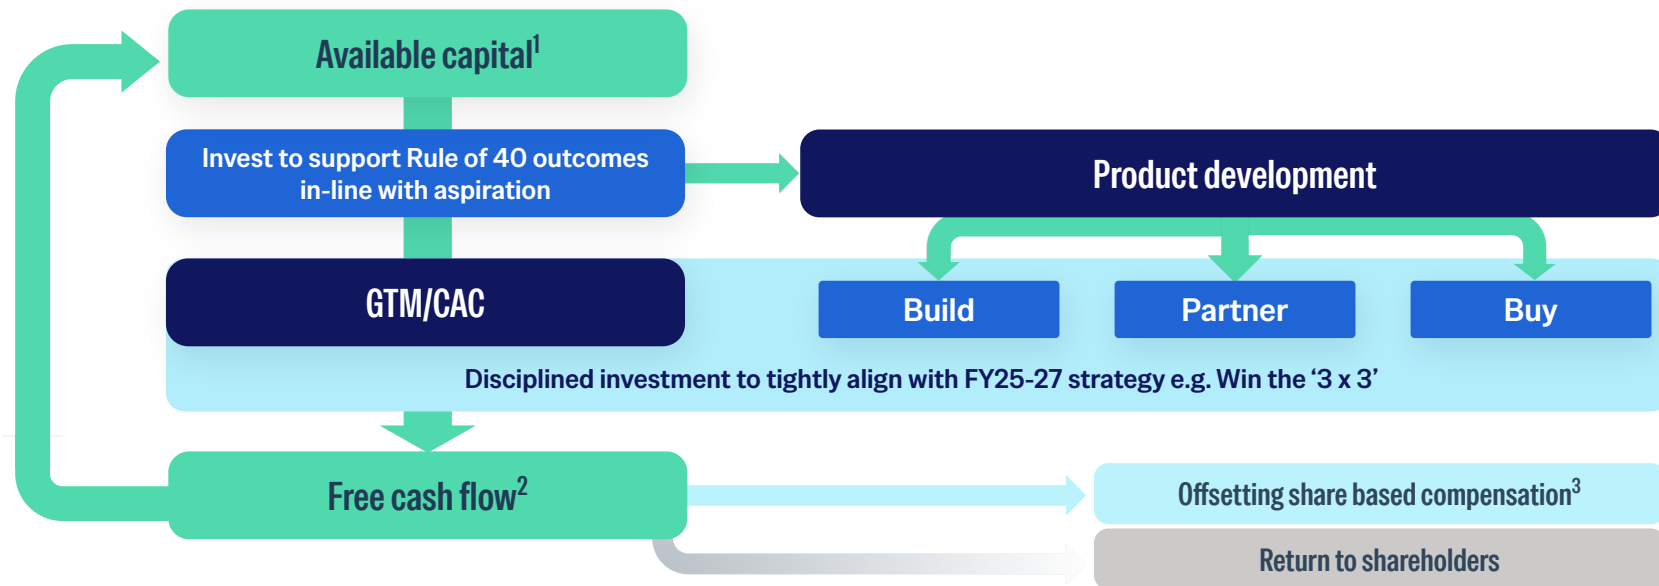 Available capital¹
Invest to support Rule of 40 outcomes
in-line with aspiration
Product development
GTM/CAC
Build
Partner
Buy
Disciplined investment to tightly align with FY25-27 strategy e.g. Win the ‘3 x 3’
Free cash flow²
Offsetting share based compensation³
Return to shareholders